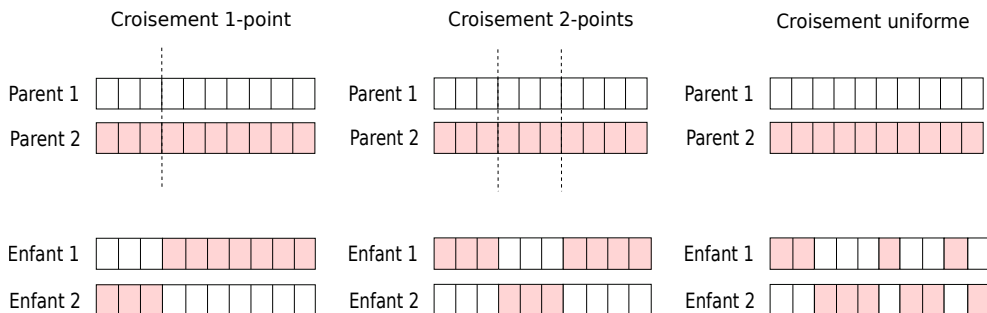 Croisement 1-point
Croisement 2-points
Croisement uniforme
Parent 1
Parent 1
Parent 1
Parent 2
Parent 2
Parent 2
Enfant 1
Enfant 1
Enfant 1
Enfant 2
Enfant 2
Enfant 2